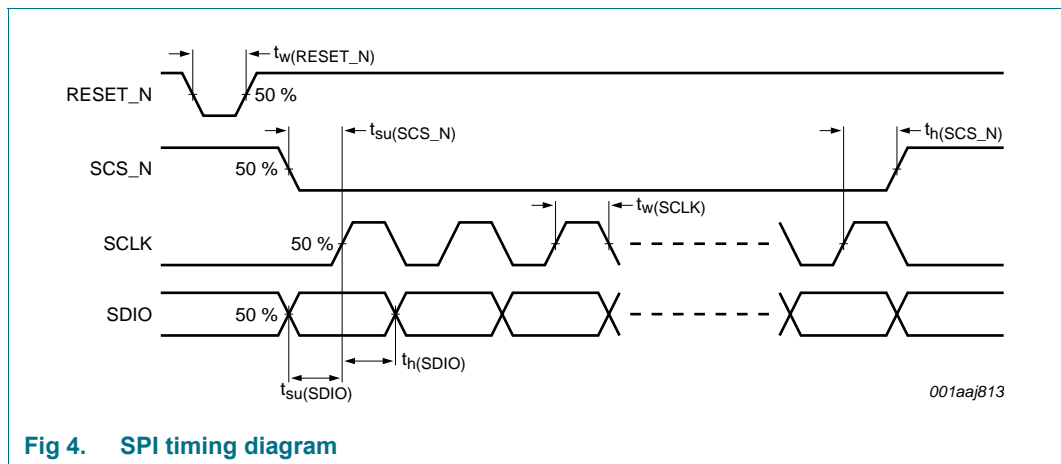 tw(RESET_N)
RESET_N
50 %
tsu(SCS_N)
th(SCS_N)
SCS_N
50 %
tw(SCLK)
SCLK
50 %
SDIO
50 %
th(SDIO)
tsu(SDIO)
001aaj813
Fig 4. SPI timing diagram